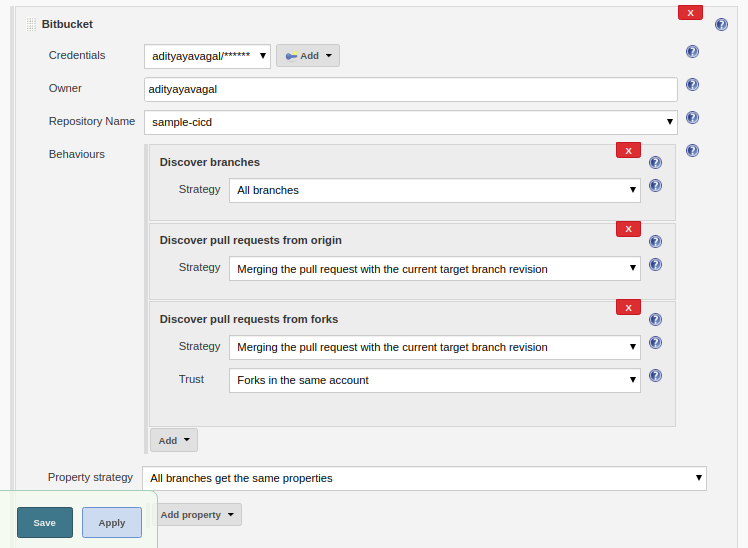 X
Bitbucket
Credentials
adityayavagal/****** Add
Owner
adityayavagal
Repository Name
sample-cicd
Behaviours
X
Discover branches
Strategy
All branches
X
Discover pull requests from origin
Strategy
Merging the pull request with the current target branch revision
X
Discover pull requests from forks
Strategy
Merging the pull request with the current target branch revision
Trust
Forks in the same account
Add
Property strategy
All branches get the same properties
Add property
Save
Apply